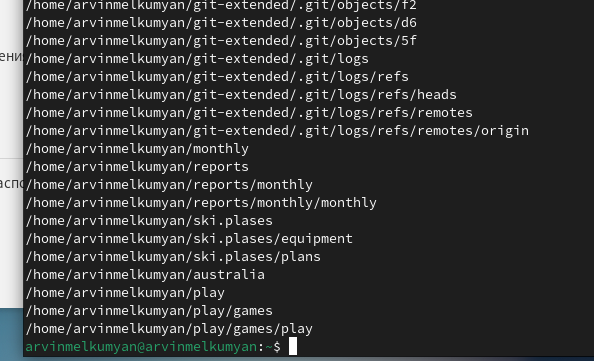 /home/arvinmelkumyan/git-extended/.git/objects/f2
/home/arvinmelkumyan/git-extended/.git/objects/d6
/home/arvinmelkumyan/git-extended/.git/objects/5f
/home/arvinmelkumyan/git-extended/.git/logs
/home/arvinmelkumyan/git-extended/.git/logs/refs
/home/arvinmelkumyan/git-extended/.git/logs/refs/heads
/home/arvinmelkumyan/git-extended/.git/logs/refs/remotes
/home/arvinmelkumyan/git-extended/.git/logs/refs/remotes/origin
/home/arvinmelkumyan/monthly
/home/arvinmelkumyan/reports
/home/arvinmelkumyan/reports/monthly
/home/arvinmelkumyan/reports/monthly/monthly
/home/arvinmelkumyan/ski.plases
/home/arvinmelkumyan/ski.plases/equipment
/home/arvinmelkumyan/ski.plases/plans
/home/arvinmelkumyan/australia
/home/arvinmelkumyan/play
/home/arvinmelkumyan/play/games
/home/arvinmelkumyan/play/games/play
arvinmelkumyan@arvinmelkumyan:~$